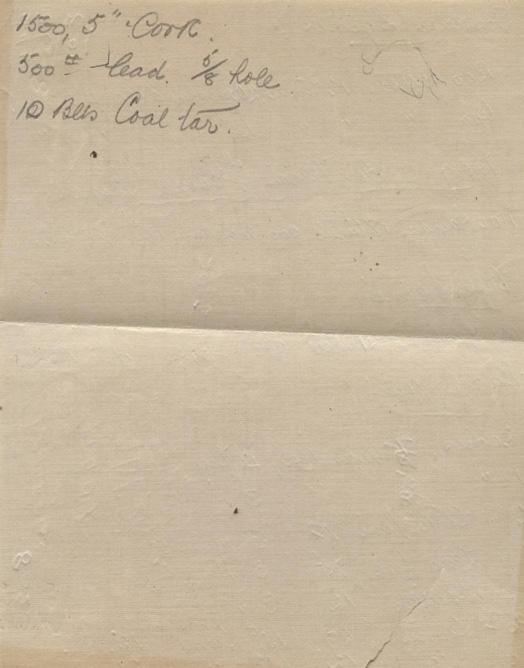 1500, 5" Cork.
500 # lead. 5/8 hole
10 Bbls Coal tar.